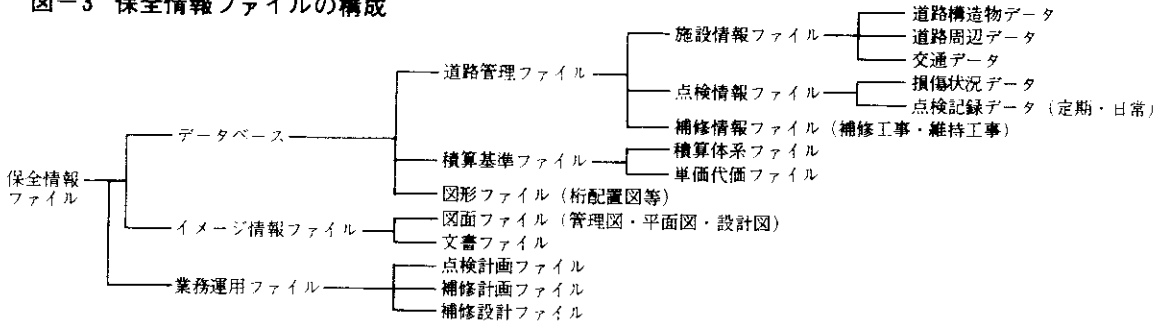 図－3 保全情報ファイルの構成
道路構造物データ
施設情報ファイル
道路周辺データ
交通データ
道路管理ファイル
損傷状況データ
点検情報ファイル
点検記録データ（定期・日常）
データベース
補修情報ファイル（補修工事・維持工事）
積算体系ファイル
積算基準ファイル
単価代価ファイル
保全情報
ファイル
図形ファイル（桁配置図等）
図面ファイル（管理図・平面図・設計図）
イメージ情報ファイル
文書ファイル
点検計画ファイル
業務運用ファイル
補修計画ファイル
補修設計ファイル